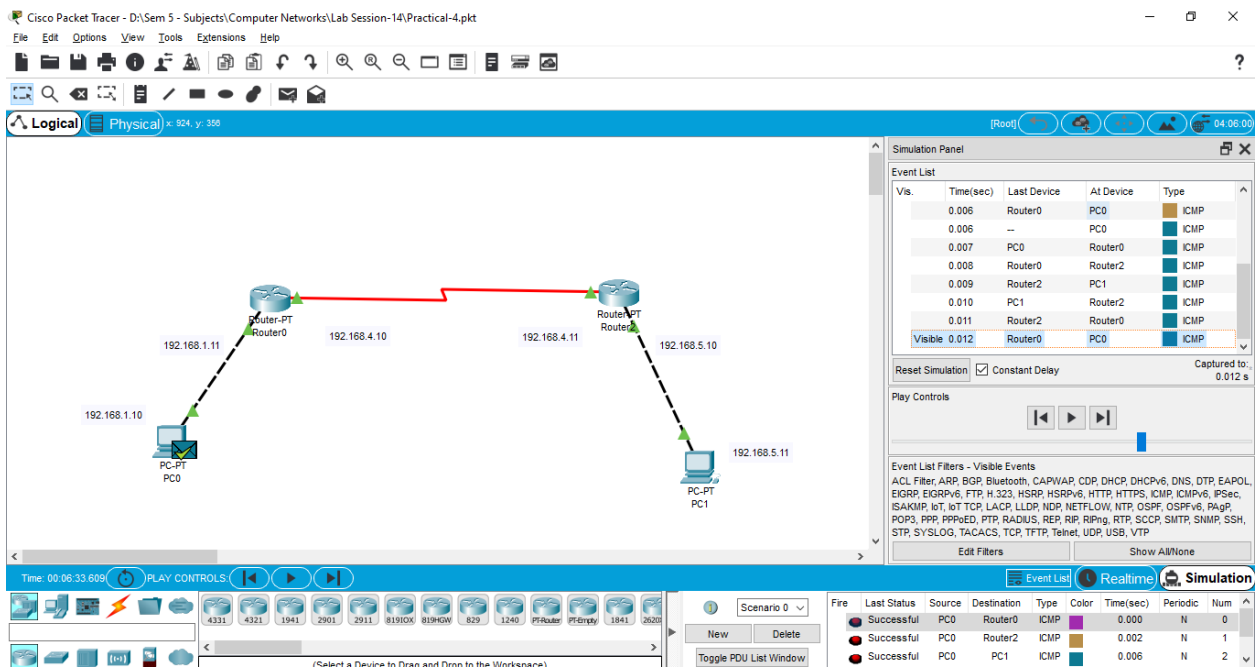 Cisco Packet Tracer - D:\Sem 5 - Subjects\Computer Networks\Lab Session-14\Practical-4.pkt
File Edit Options View Tools Extensions Help
?
Logical Physical x: 924, y: 356 [Root] 04:06:00
Simulation Panel
Event List
Vis. Time(sec) Last Device At Device Type
0.006 Router0 PC0 ICMP
0.006 -- PC0 ICMP
0.007 PC0 Router0 ICMP
0.008 Router0 Router2 ICMP
0.009 Router2 PC1 ICMP
0.010 PC1 Router2 ICMP
0.011 Router2 Router0 ICMP
Visible 0.012 Router0 PC0 ICMP
Reset Simulation Constant Delay
Captured to:
0.012 s
Play Controls
Event List Filters - Visible Events
ACL Filter, ARP, BGP, Bluetooth, CAPWAP, CDP, DHCP, DHCPv6, DNS, DTP, EAPOL,
EIGRP, EIGRPv6, FTP, H.323, HSRP, HSRPv6, HTTP, HTTPS, ICMP, ICMPv6, IPSec,
ISAKMP, IoT, IoT TCP, LACP, LLDP, NDP, NETFLOW, NTP, OSPF, OSPFv6, PAgP,
POP3, PPP, PPPoED, PTP, RADIUS, REP, RIP, RIPng, RTP, SCCP, SMTP, SNMP, SSH,
STP, SYSLOG, TACACS, TCP, TFTP, Telnet, UDP, USB, VTP
Edit Filters Show All/None
Router-PT
Router0
Router-PT
Router2
192.168.1.11
192.168.4.10
192.168.4.11
192.168.5.10
192.168.1.10
PC-PT
PC0
192.168.5.11
PC-PT
PC1
Time: 00:06:33.609 PLAY CONTROLS: Event List Realtime Simulation
4331 4321 1941 2901 2911 819IOX 819HGW 829 1240 PT-Router PT-Empty 1841 2620
(Select a Device to Drag and Drop to the Workspace)
Scenario 0
New Delete
Toggle PDU List Window
Fire Last Status Source Destination Type Color Time(sec) Periodic Num
Successful PC0 Router0 ICMP 0.000 N 0
Successful PC0 Router2 ICMP 0.002 N 1
Successful PC0 PC1 ICMP 0.006 N 2